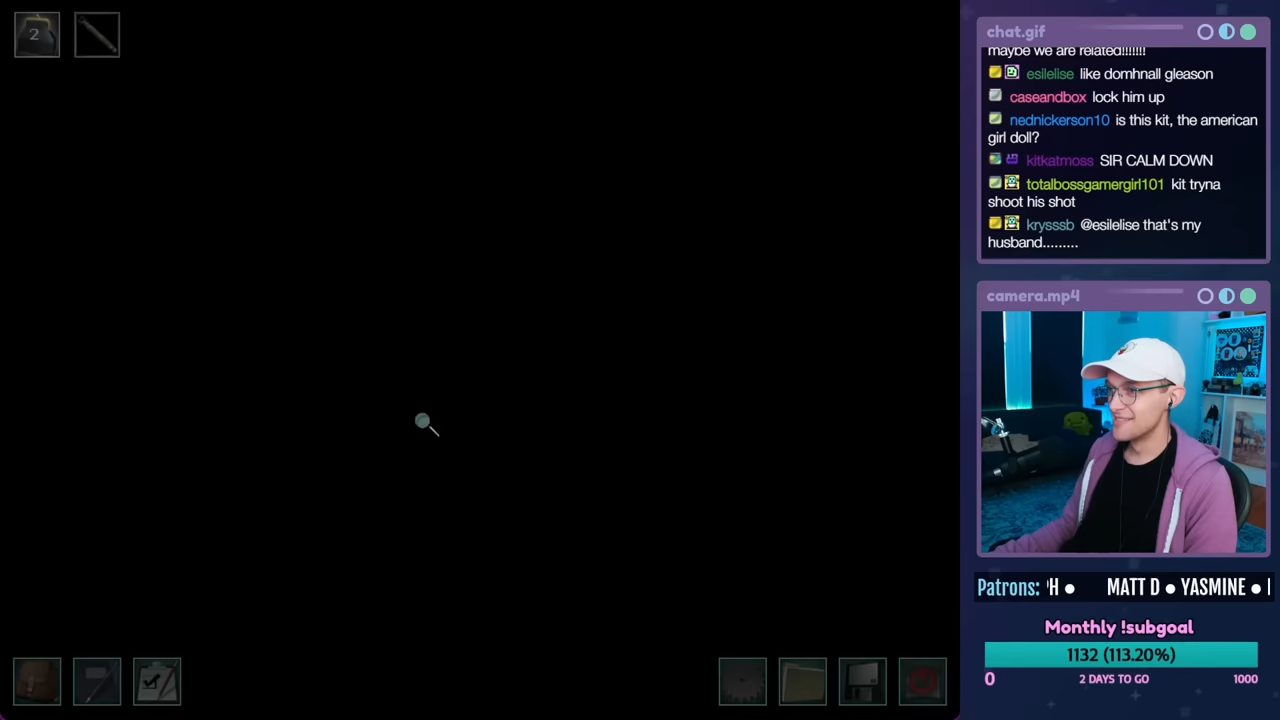 2
chat.gif
maybe we are related!!!!!!!
esilelise like domhnall gleason
caseandbox lock him up
nednickerson10 is this kit, the american
girl doll?
kitkatmoss SIR CALM DOWN
totalbossgamergirl101 kit tryna
shoot his shot
krysssb @esilelise that's my
husband.........
camera.mp4
Patrons: H ● MATT D ● YASMINE ●
Monthly !subgoal
1132 (113.20%)
0 2 DAYS TO GO 1000